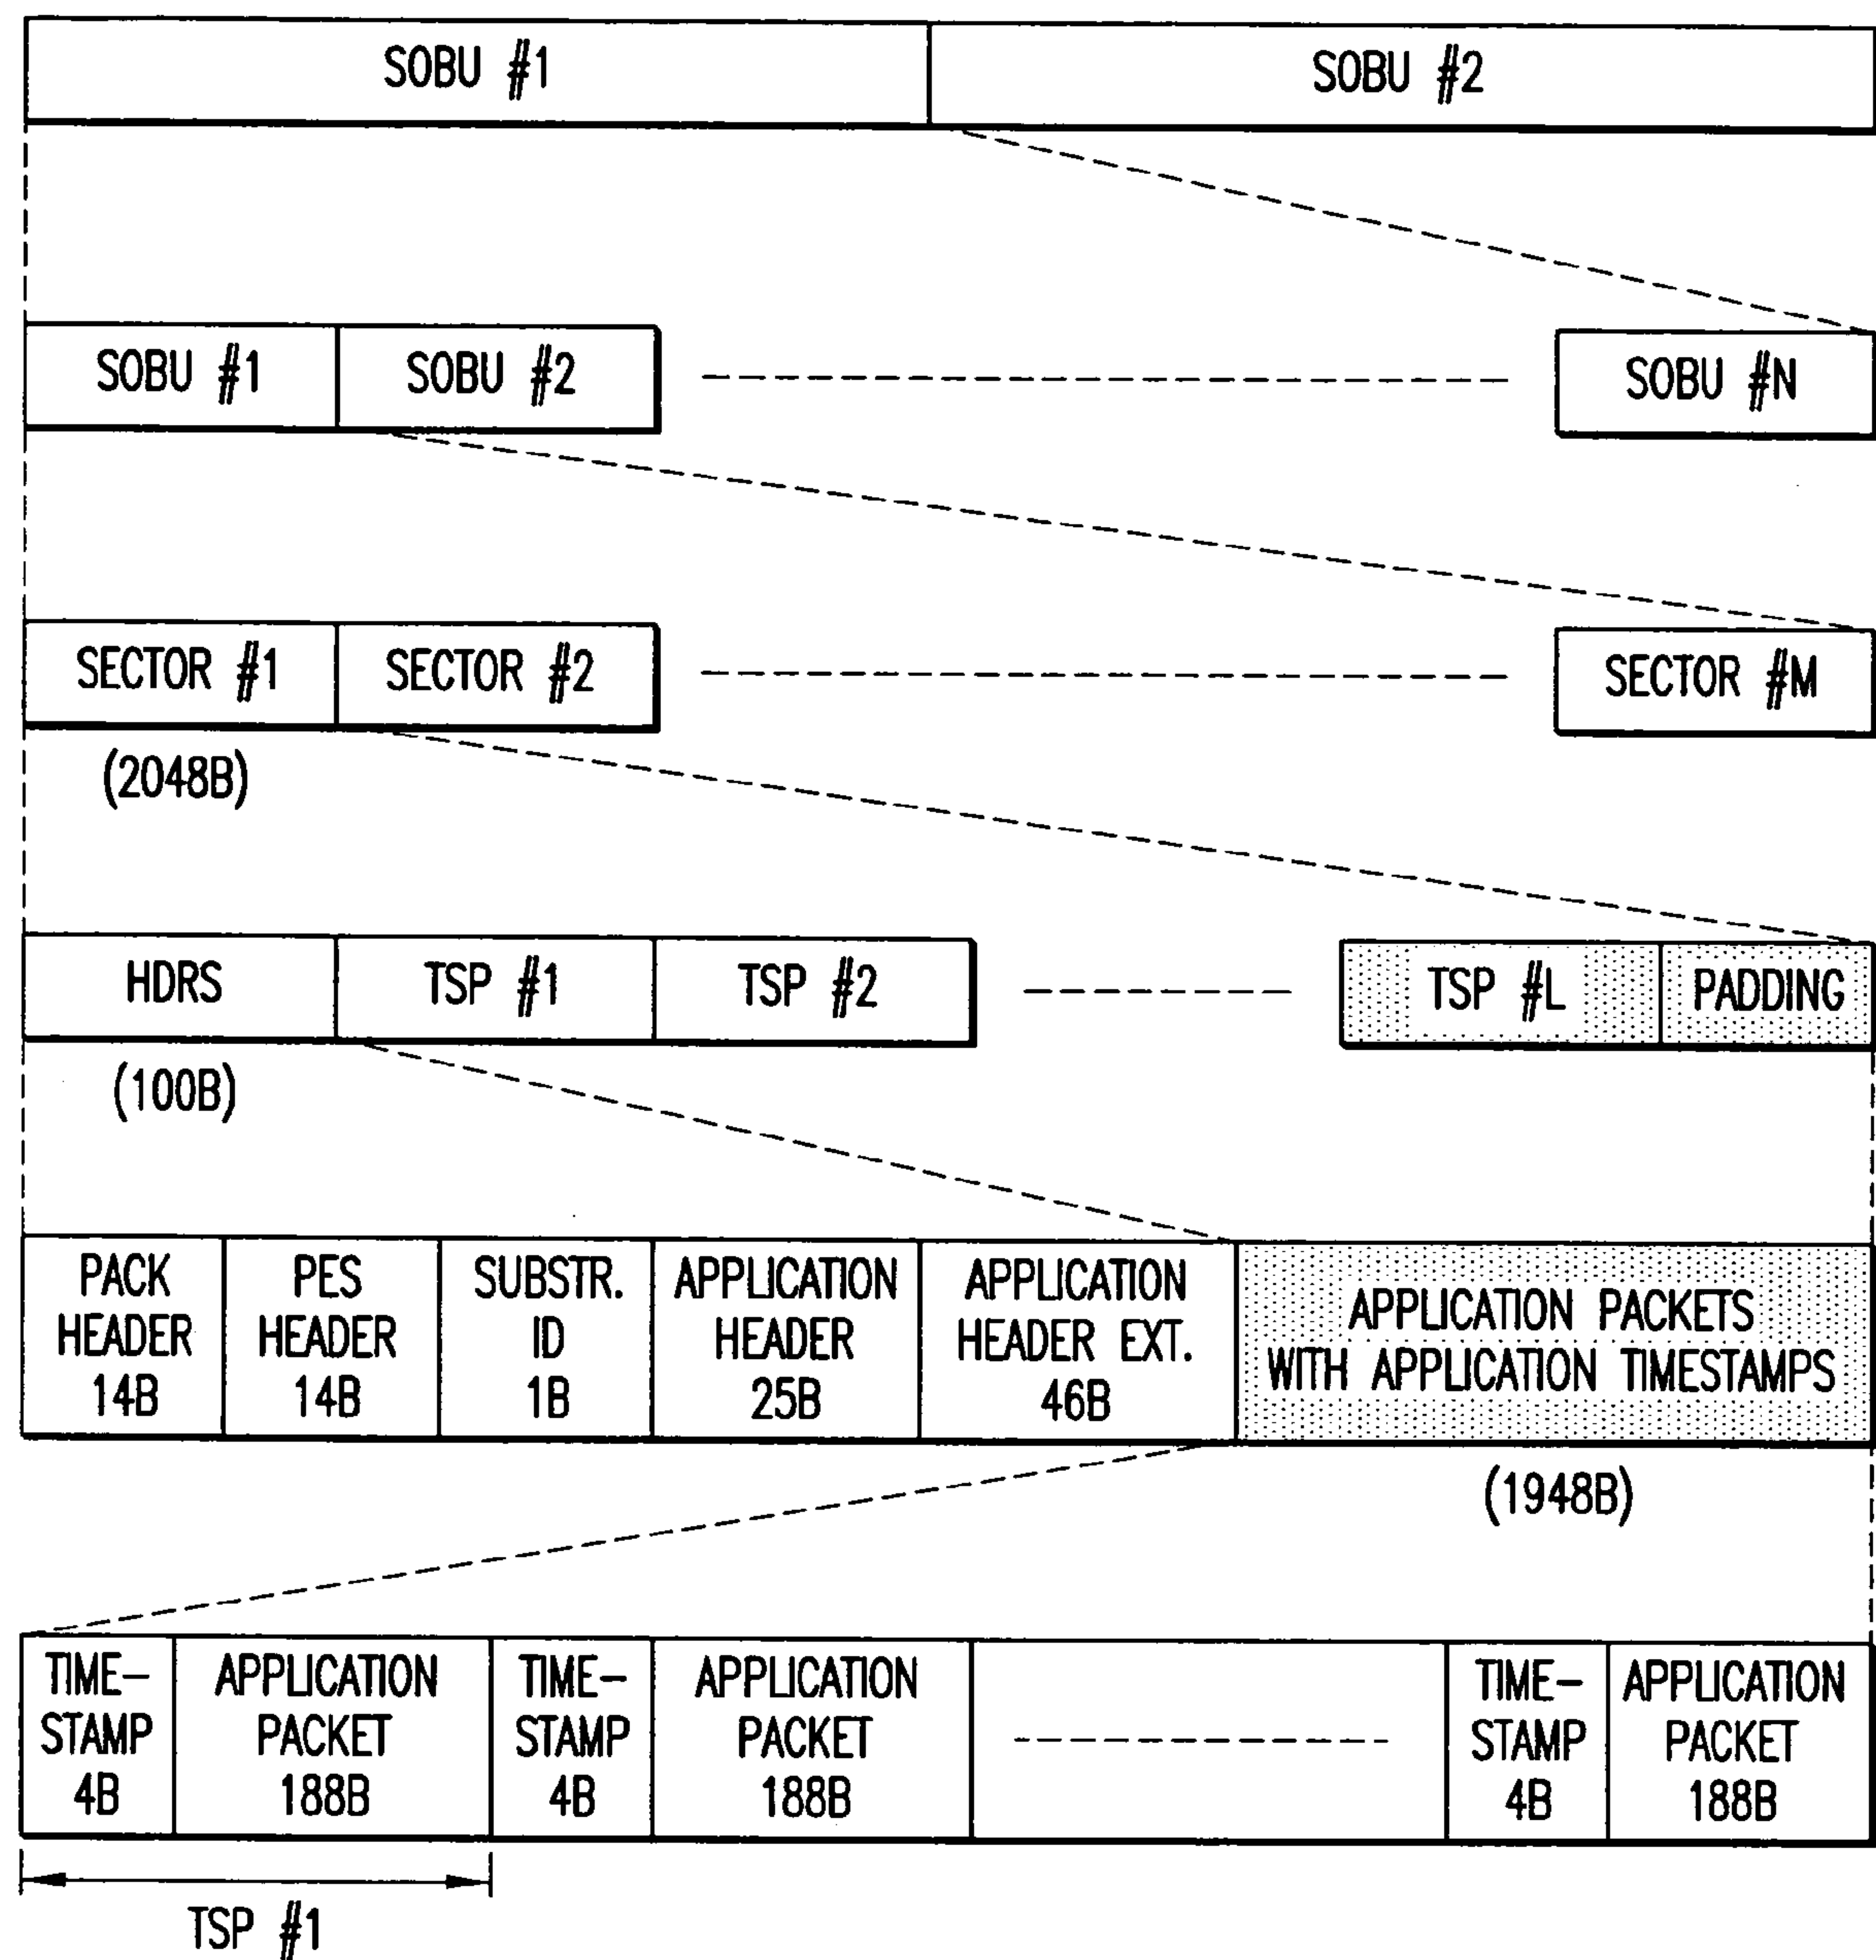 SOBU #1
SOBU #2
SOBU #1
SOBU #2
SOBU #N
SECTOR #1
SECTOR #2
SECTOR #M
(2048B)
HDRS
TSP #1
TSP #2
TSP #L
PADDING
(100B)
PACK
HEADER
14B
PES
HEADER
14B
SUBSTR.
ID
1B
APPLICATION
HEADER
25B
APPLICATION
HEADER EXT.
46B
APPLICATION PACKETS
WITH APPLICATION TIMESTAMPS
(1948B)
TIME-
STAMP
4B
APPLICATION
PACKET
188B
TIME-
STAMP
4B
APPLICATION
PACKET
188B
TIME-
STAMP
4B
APPLICATION
PACKET
188B
TSP #1